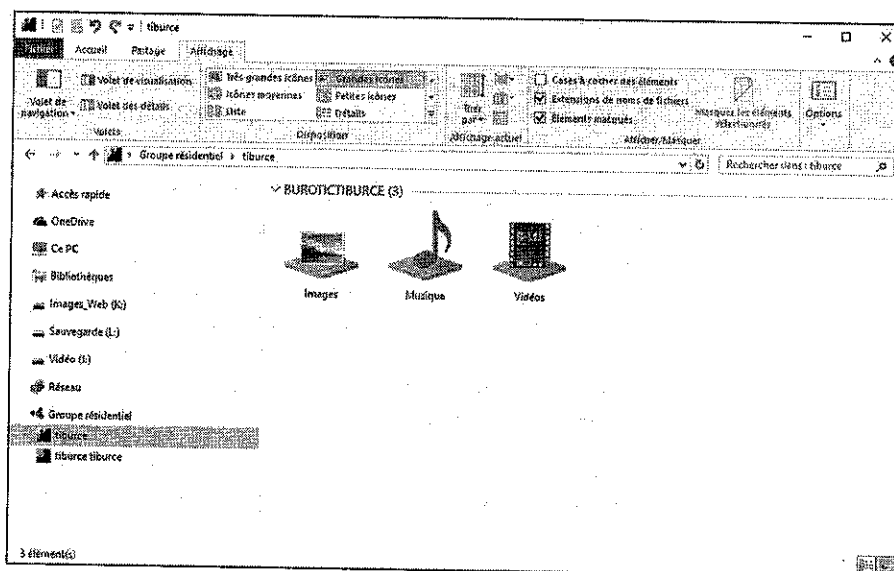 tiburce
Fichier Accueil Partage Affichage
Volet de navigation
Volet de visualisation
Volet des détails
Volets
Très grandes icônes Grandes icônes
Icônes moyennes Petites icônes
Liste Détails
Disposition
Trier par
Affichage actuel
Cases à cocher des éléments
Extensions de noms de fichiers
Éléments masqués
Masquer les éléments sélectionnés
Afficher/Masquer
Options
Groupe résidentiel › tiburce
Rechercher dans : tiburce
Accès rapide
OneDrive
Ce PC
Bibliothèques
Images_Web (K:)
Sauvegarde (L:)
Vidéo (I:)
Réseau
Groupe résidentiel
tiburce
tiburce tiburce
BUROTICTIBURCE (3)
Images Musique Vidéos
3 élément(s)